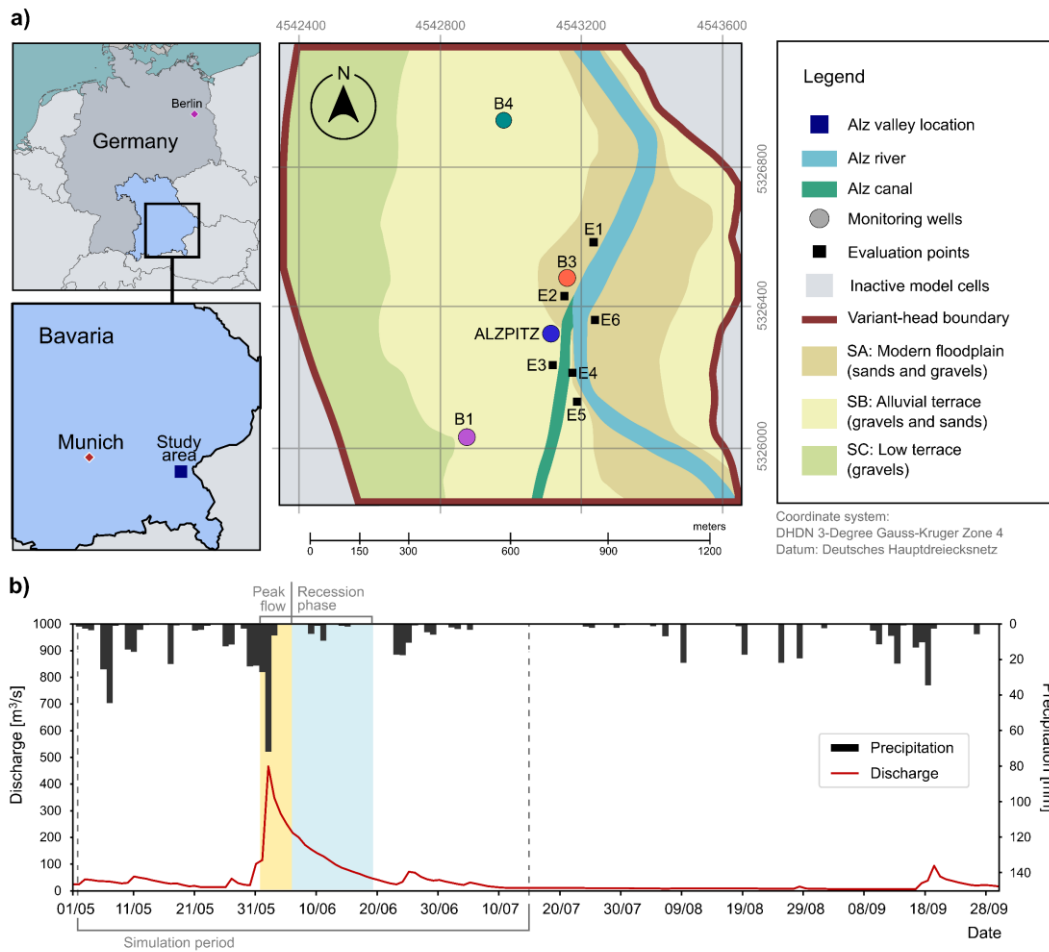 a)
4542400
4542800
4543240
4543600
Berlin
Germany
Bavaria
Munich
Study
area
N
B4
E1
B3
E2
E6
ALZPITZ
E3
E4
E5
B1
5326800
5326400
5326000
meters
0
150
300
600
900
1200
Legend
Alz valley location
Alz river
Alz canal
Monitoring wells
Evaluation points
Inactive model cells
Variant-head boundary
SA: Modern floodplain
(sands and gravels)
SB: Alluvial terrace
(gravels and sands)
SC: Low terrace
(gravels)
Coordinate system:
DHDN 3-Degree Gauss-Kruger Zone 4
Datum: Deutsches Hauptdreiecksnetz
b)
Peak
flow
Recession
phase
Discharge [m³/s]
1000
900
800
700
600
500
400
300
200
100
0
0
20
40
60
80
100
120
140
Precipitation [mm]
Precipitation
Discharge
01/05
11/05
21/05
31/05
10/06
20/06
30/06
10/07
20/07
30/07
09/08
19/08
29/08
08/09
18/09
28/09
Date
Simulation period